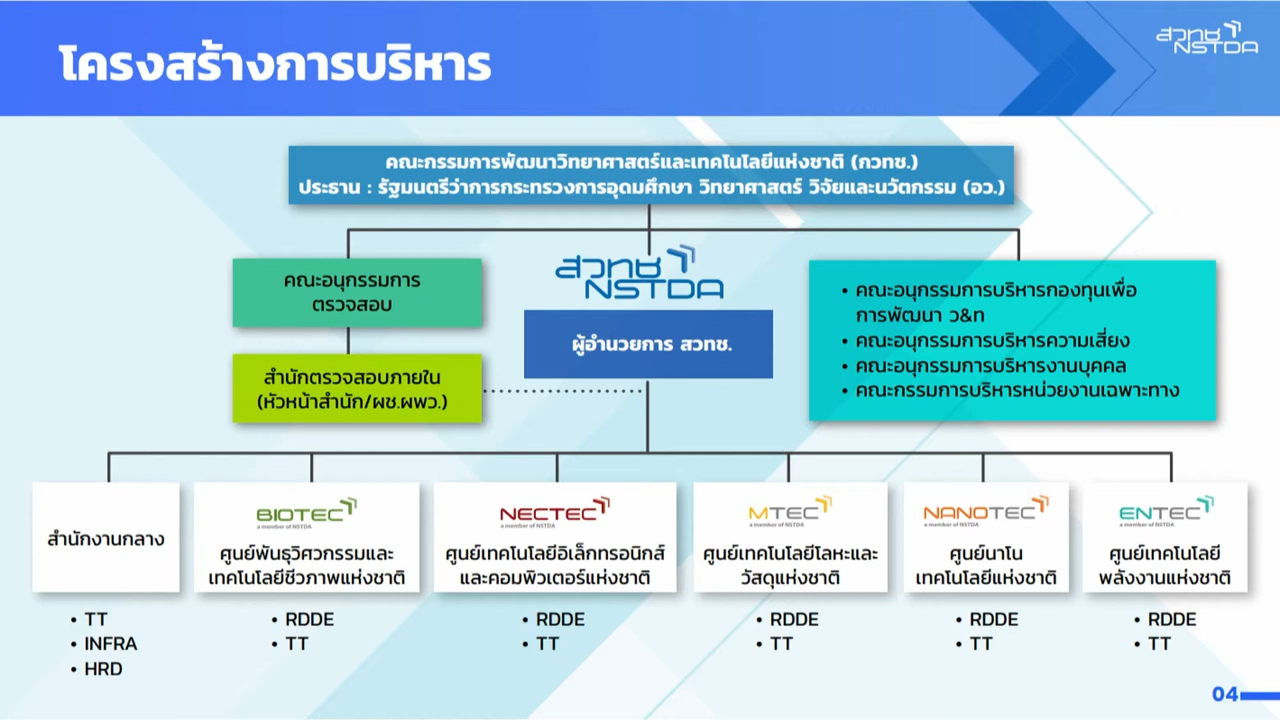 โครงสร้างการบริหาร
สวทช
NSTDA
คณะกรรมการพัฒนาวิทยาศาสตร์และเทคโนโลยีแห่งชาติ (กวทช.)
ประธาน : รัฐมนตรีว่าการกระทรวงการอุดมศึกษา วิทยาศาสตร์ วิจัยและนวัตกรรม (อว.)
คณะอนุกรรมการ
ตรวจสอบ
สวทช
NSTDA
ผู้อำนวยการ สวทช.
• คณะอนุกรรมการบริหารกองทุนเพื่อ
การพัฒนา ว&ท
• คณะอนุกรรมการบริหารความเสี่ยง
• คณะอนุกรรมการบริหารงานบุคคล
• คณะกรรมการบริหารหน่วยงานเฉพาะทาง
สำนักตรวจสอบภายใน
(หัวหน้าสำนัก/ผช.ผพว.)
สำนักงานกลาง
• TT
• INFRA
• HRD
BIOTEC
a member of NSTDA
ศูนย์พันธุวิศวกรรมและ
เทคโนโลยีชีวภาพแห่งชาติ
• RDDE
• TT
NECTEC
a member of NSTDA
ศูนย์เทคโนโลยีอิเล็กทรอนิกส์
และคอมพิวเตอร์แห่งชาติ
• RDDE
• TT
MTEC
a member of NSTDA
ศูนย์เทคโนโลยีโลหะและ
วัสดุแห่งชาติ
• RDDE
• TT
NANOTEC
a member of NSTDA
ศูนย์นาโน
เทคโนโลยีแห่งชาติ
• RDDE
• TT
ENTEC
a member of NSTDA
ศูนย์เทคโนโลยี
พลังงานแห่งชาติ
• RDDE
• TT
04